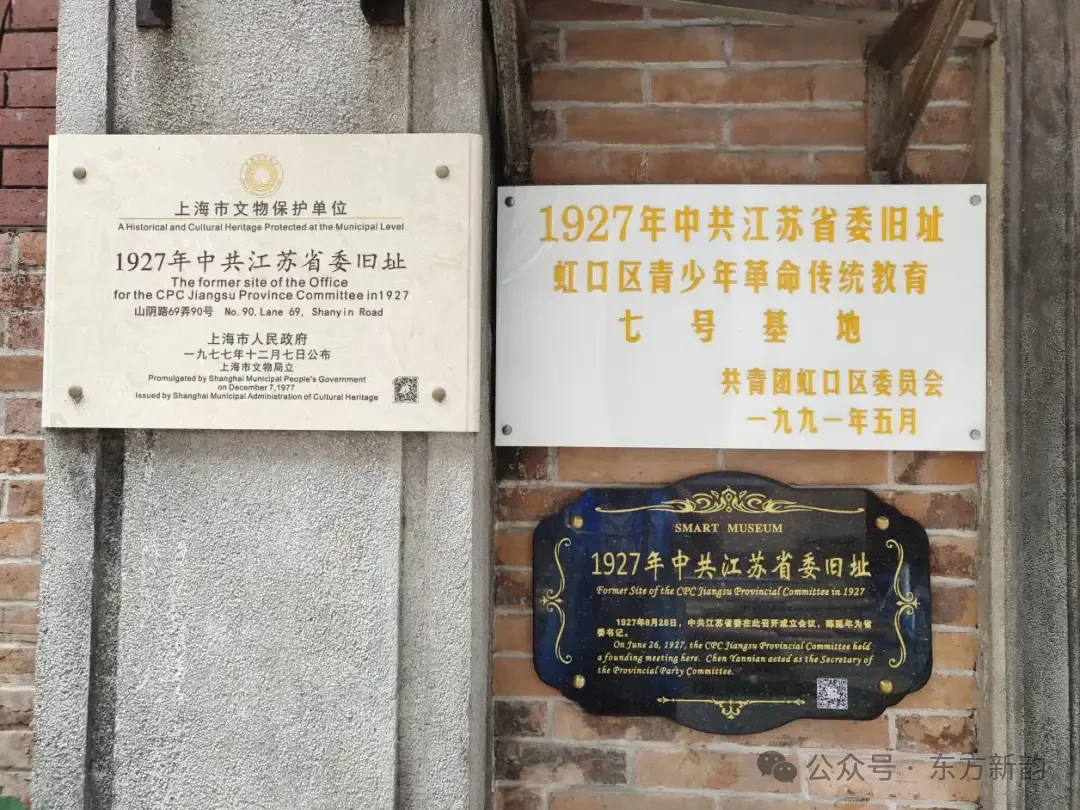 上海市文物保护单位
A Historical and Cultural Heritage Protected at the Municipal Level
1927年中共江苏省委旧址
The former site of the Office
for the CPC Jiangsu Province Committee in1927
山阴路69弄90号 No. 90, Lane 69, Shanyin Road
上海市人民政府
一九七七年十二月七日公布
上海市文物局立
Promulgated by Shanghai Municipal People's Government
on December 7,1977
Issued by Shanghai Municipal Administration of Cultural Heritage
1927年中共江苏省委旧址
虹口区青少年革命传统教育
七号基地
共青团虹口区委员会
一九九一年五月
SMART MUSEUM
1927年中共江苏省委旧址
Former Site of the CPC Jiangsu Provincial Committee in 1927
1927年6月26日，中共江苏省委在此召开成立会议，陈延年为省
委书记。
On June 26, 1927, the CPC Jiangsu Provincial Committee held
a founding meeting here. Chen Yannian acted as the Secretary of
the Provincial Party Committee.
公众号·东方新韵